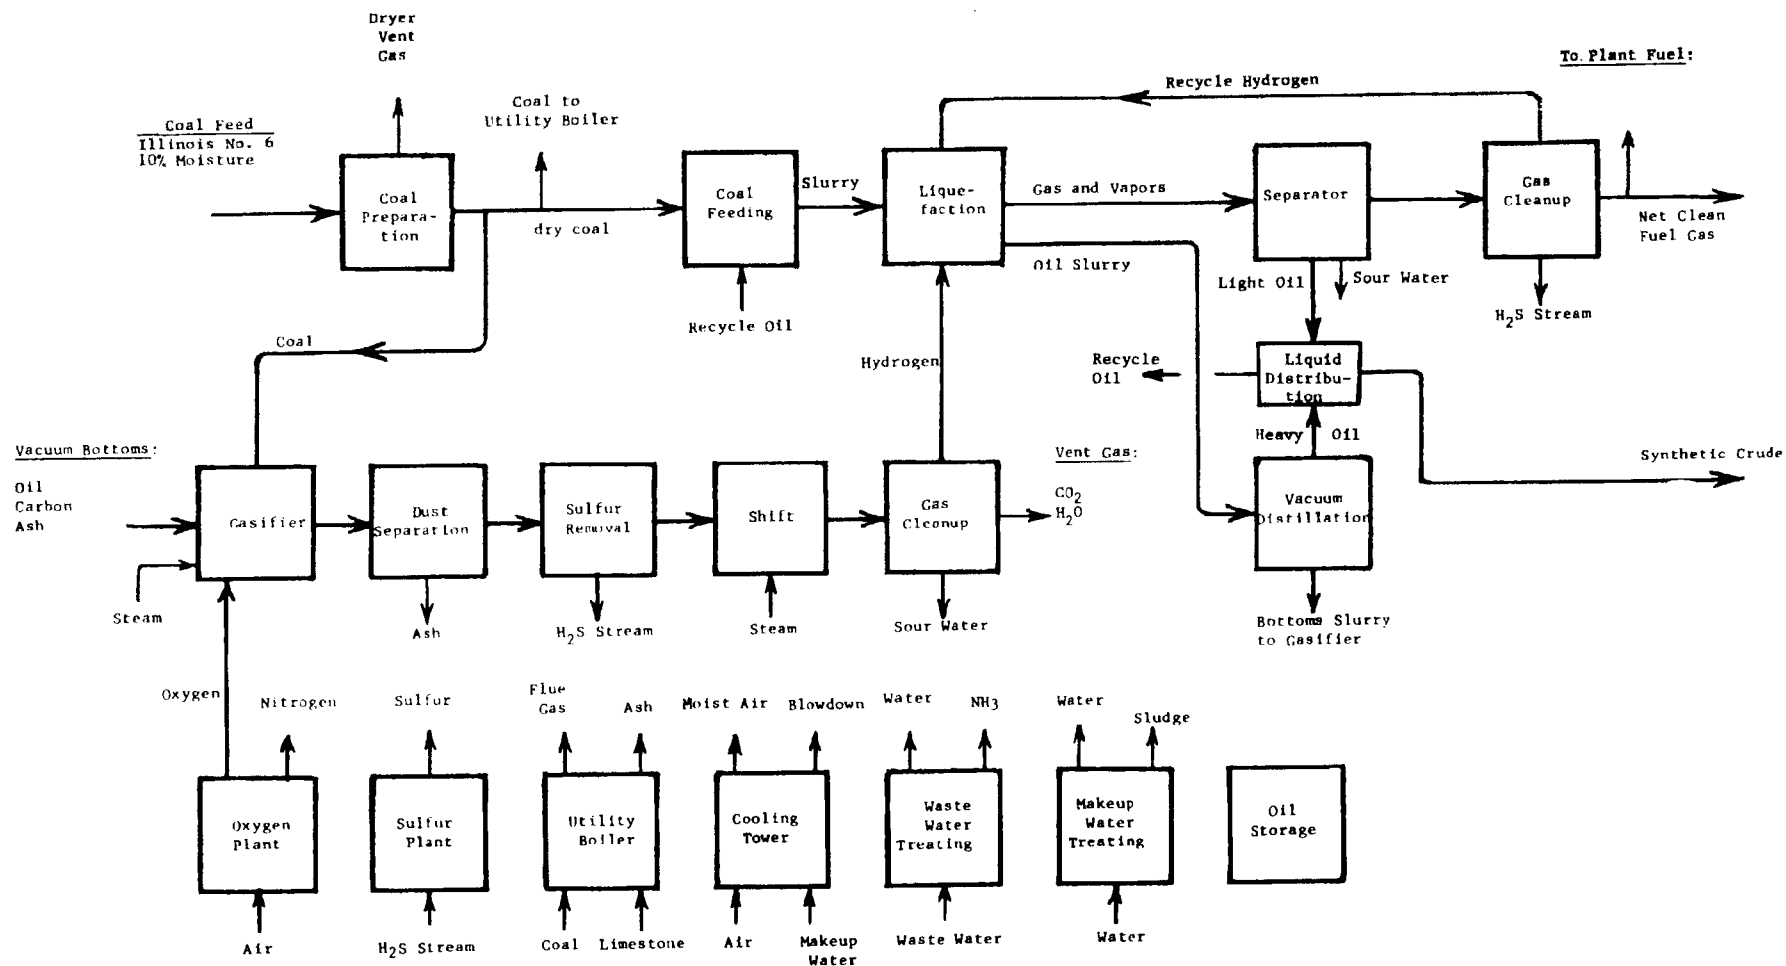 Dryer
Vent
Gas
Coal Feed
Illinois No. 6
10% Moisture
Coal to
Utility Boiler
Recycle Hydrogen
To Plant Fuel:
Coal
Prepara-
tion
dry coal
Coal
Feeding
Slurry
Lique-
faction
Gas and Vapors
Oil Slurry
Separator
Gas
Cleanup
Net Clean
Fuel Gas
Light Oil
Sour Water
H2S Stream
Recycle Oil
Coal
Hydrogen
Recycle
Oil
Liquid
Distribu-
tion
Heavy Oil
Synthetic Crude
Vacuum Bottoms:
Oil
Carbon
Ash
Gasifier
Dust
Separation
Sulfur
Removal
Shift
Gas
Cleanup
Vent Gas:
CO2
H2O
Vacuum
Distillation
Steam
Ash
H2S Stream
Steam
Sour Water
Bottoms Slurry
to Gasifier
Oxygen
Nitrogen
Sulfur
Flue
Gas
Ash
Moist Air
Blowdown
Water
NH3
Water
Sludge
Oxygen
Plant
Sulfur
Plant
Utility
Boiler
Cooling
Tower
Waste
Water
Treating
Makeup
Water
Treating
Oil
Storage
Air
H2S Stream
Coal
Limestone
Air
Makeup
Water
Waste Water
Water